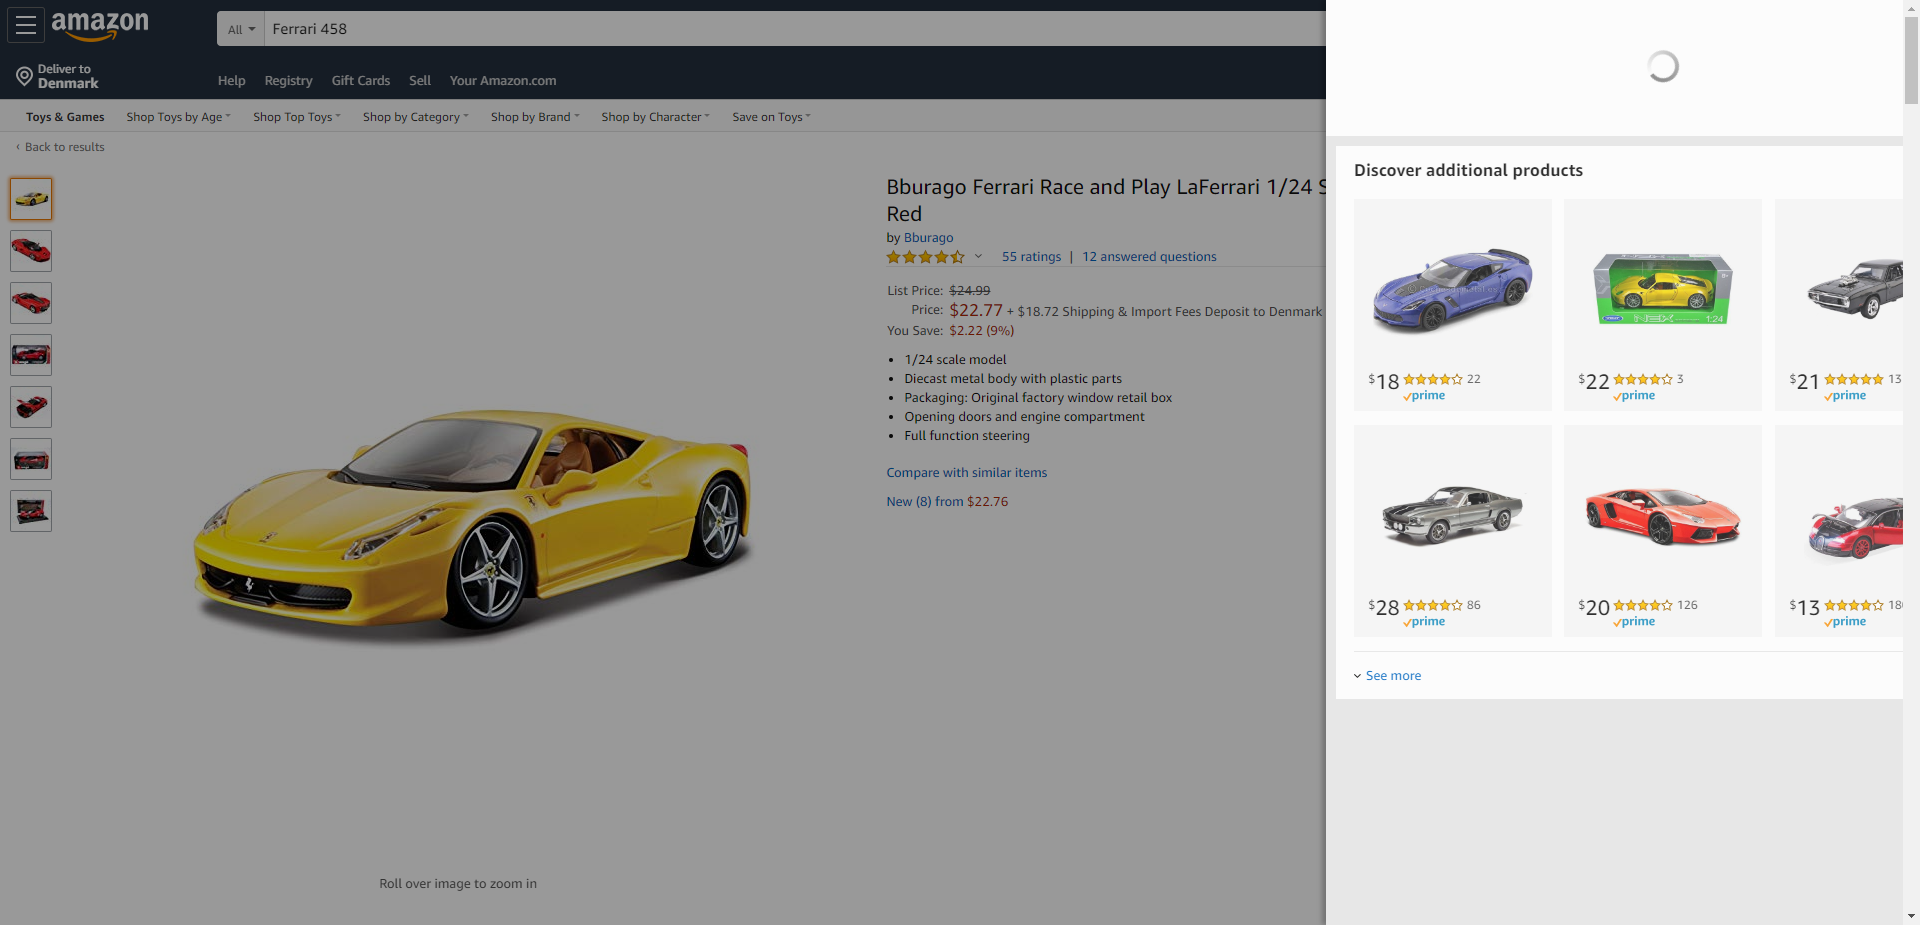 amazon
All
Ferrari 458
Deliver to
Denmark
Help
Registry
Gift Cards
Sell
Your Amazon.com
Toys & Games
Shop Toys by Age
Shop Top Toys
Shop by Category
Shop by Brand
Shop by Character
Save on Toys
‹ Back to results
Bburago Ferrari Race and Play LaFerrari 1/24 S
Red
by Bburago
55 ratings | 12 answered questions
List Price: $24.99
Price: $22.77 + $18.72 Shipping & Import Fees Deposit to Denmark
You Save: $2.22 (9%)
• 1/24 scale model
• Diecast metal body with plastic parts
• Packaging: Original factory window retail box
• Opening doors and engine compartment
• Full function steering
Compare with similar items
New (8) from $22.76
Roll over image to zoom in
Discover additional products
$18 22
prime
NEX
1:24
$22 3
prime
$21 13
prime
$28 86
prime
$20 126
prime
$13 18
prime
See more